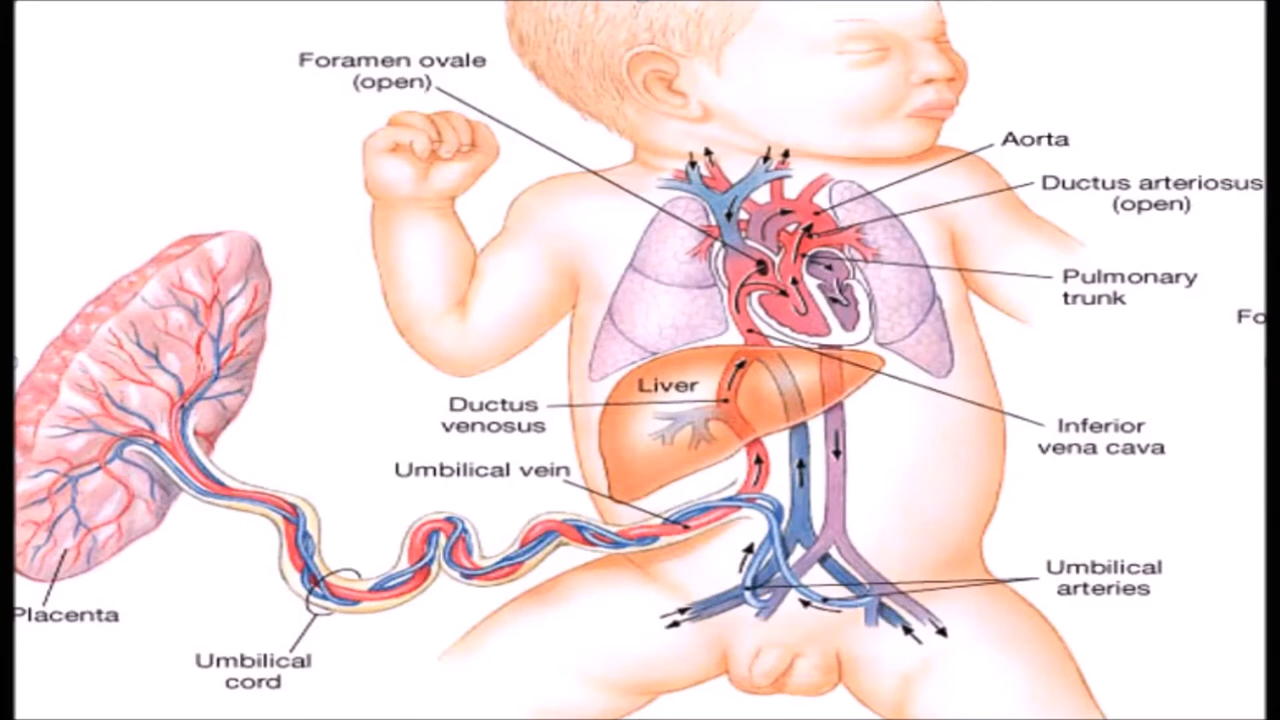 Foramen ovale
(open)
Aorta
Ductus arteriosus
(open)
Pulmonary
trunk
Fo
Liver
Ductus
venosus
Inferior
vena cava
Umbilical vein
Umbilical
arteries
Placenta
Umbilical
cord